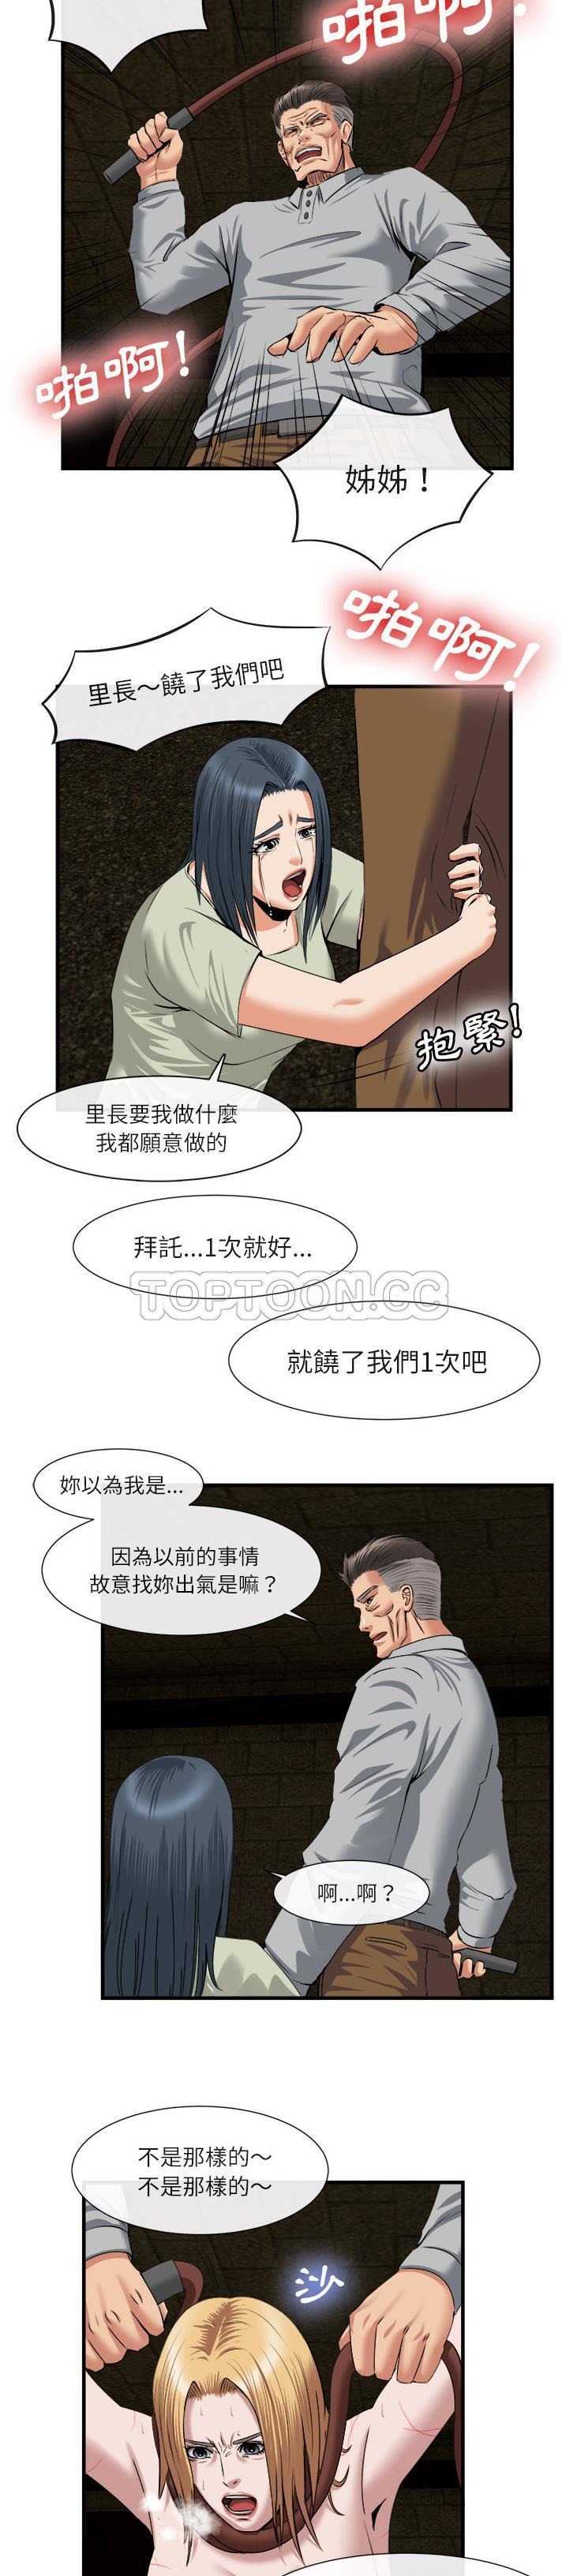 啪啊!
啪啊!
姊姊！
啪啊!
里長～饒了我們吧
抱緊!
里長要我做什麼
我都願意做的
拜託...1次就好...
TOPTOON.CC
就饒了我們1次吧
妳以為我是...
因為以前的事情
故意找妳出氣是嘛？
啊...啊？
不是那樣的～
不是那樣的～
沙